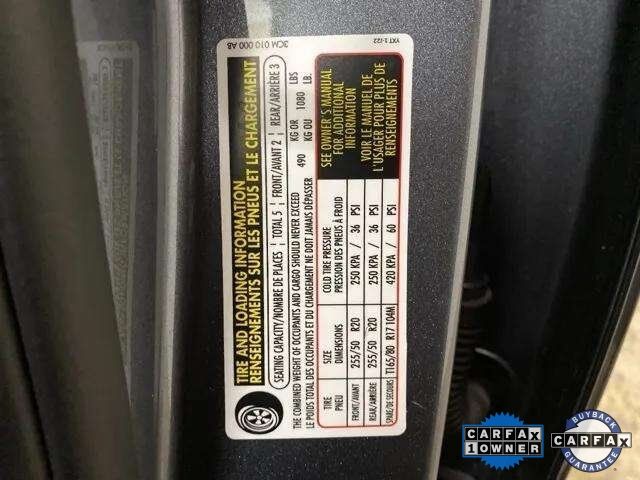 3CM 010 000 AB
YKT 1-J22
TIRE AND LOADING INFORMATION
RENSEIGNEMENTS SUR LES PNEUS ET LE CHARGEMENT
SEATING CAPACITY/NOMBRE DE PLACES | TOTAL 5 | FRONT/AVANT 2 | REAR/ARRIÈRE 3
THE COMBINED WEIGHT OF OCCUPANTS AND CARGO SHOULD NEVER EXCEED 490 KG OR 1080 LBS
LE POIDS TOTAL DES OCCUPANTS ET DU CHARGEMENT NE DOIT JAMAIS DÉPASSER KG OU LB.
TIRE SIZE COLD TIRE PRESSURE
PNEU DIMENSIONS PRESSION DES PNEUS À FROID
FRONT/AVANT 255/50 R20 250 KPA / 36 PSI
REAR/ARRIÈRE 255/50 R20 250 KPA / 36 PSI
SPARE/DE SECOURS T165/80 R17 104M 420 KPA 60 PSI
SEE OWNER'S MANUAL
FOR ADDITIONAL
INFORMATION
VOIR LE MANUEL DE
L'USAGER POUR PLUS DE
RENSEIGNEMENTS
CARFAX
1 OWNER
BUYBACK
CARFAX
GUARANTEE